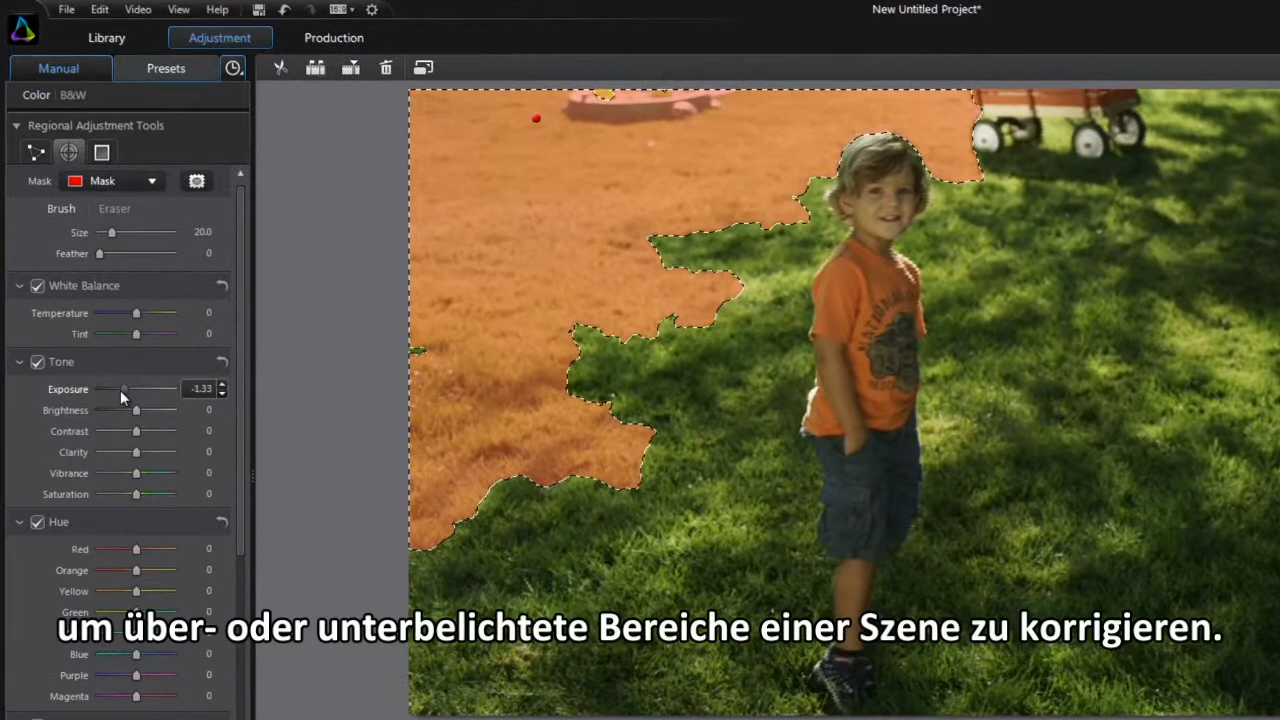 File Edit Video View Help 16:9 New Untitled Project*
Library Adjustment Production
Manual Presets
Color B&W
Regional Adjustment Tools
Mask Mask
Brush Eraser
Size 20.0
Feather 0
White Balance
Temperature 0
Tint 0
Tone
Exposure -1.33
Brightness 0
Contrast 0
Clarity 0
Vibrance 0
Saturation 0
Hue
Red 0
Orange 0
Yellow 0
Green
um über- oder unterbelichtete Bereiche einer Szene zu korrigieren.
Blue 0
Purple 0
Magenta 0